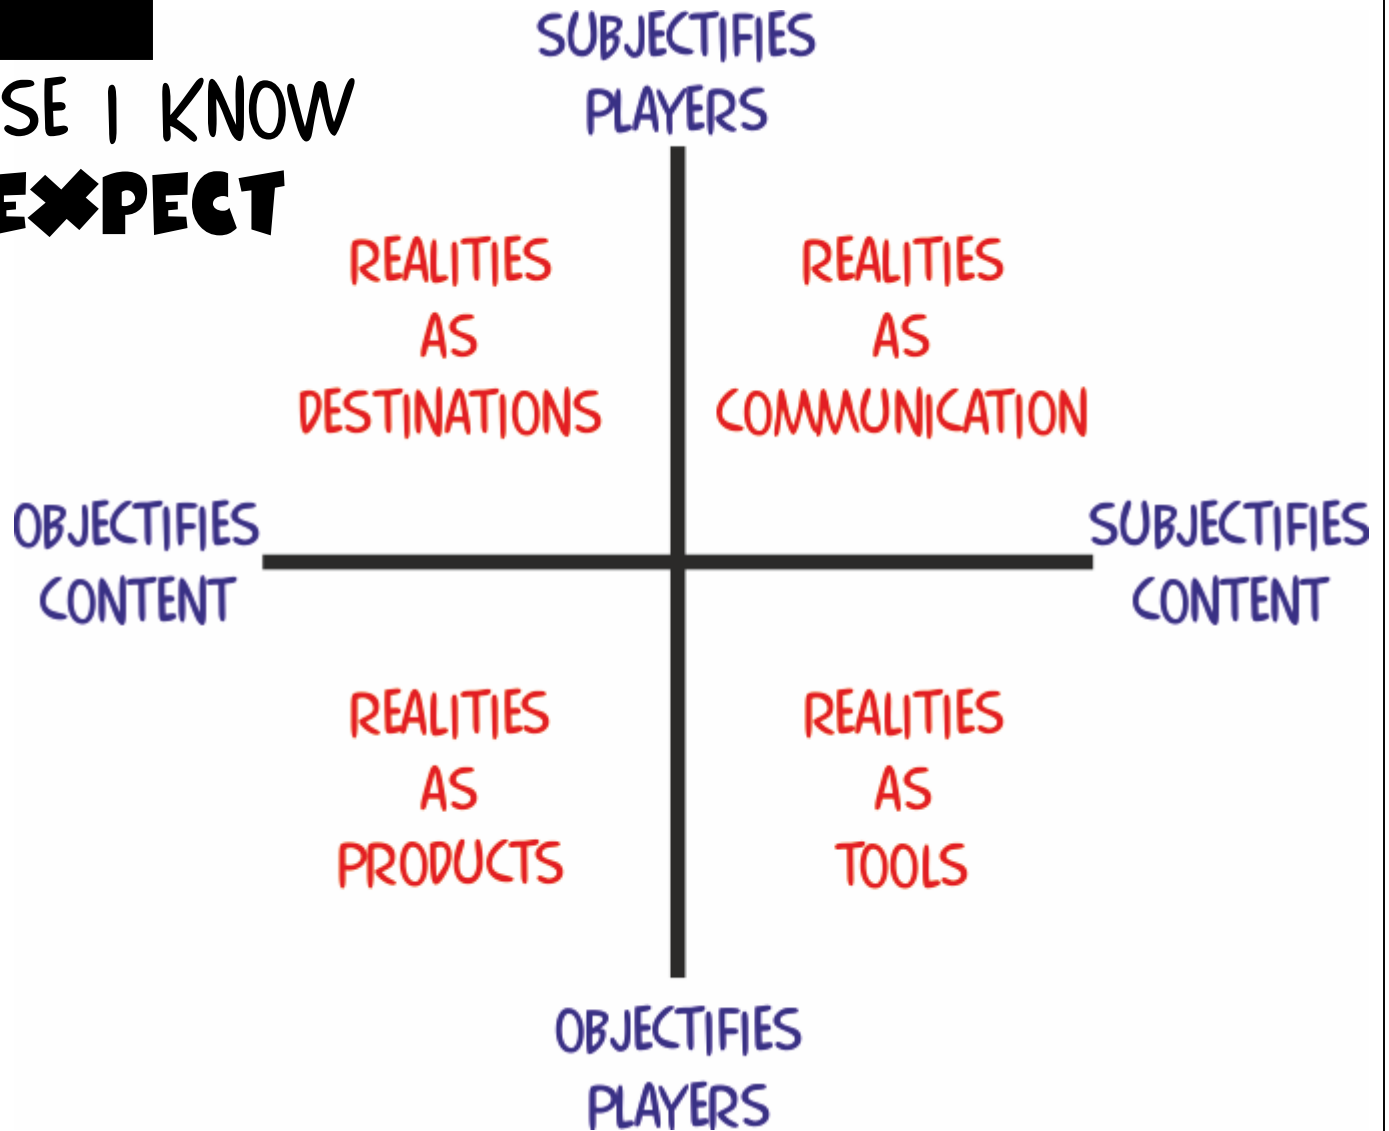 SE I KNOW
EXPECT
SUBJECTIFIES
PLAYERS
REALITIES
AS
DESTINATIONS
REALITIES
AS
COMMUNICATION
OBJECTIFIES
CONTENT
SUBJECTIFIES
CONTENT
REALITIES
AS
PRODUCTS
REALITIES
AS
TOOLS
OBJECTIFIES
PLAYERS